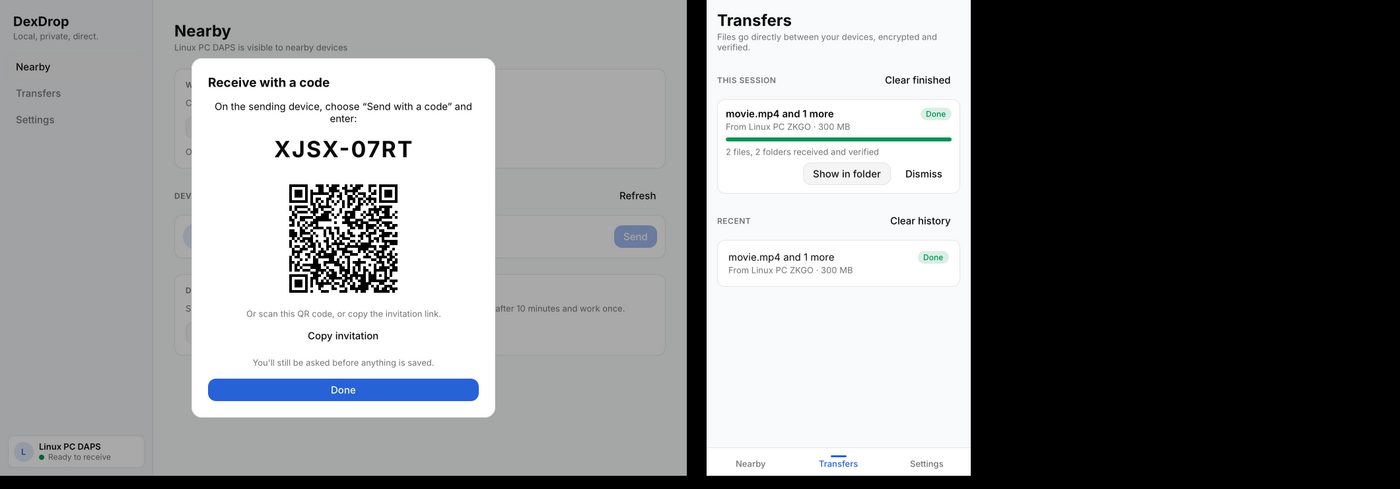 DexDrop
Local, private, direct.
Nearby
Transfers
Settings
L
Linux PC DAPS
Ready to receive
Nearby
Linux PC DAPS is visible to nearby devices
Refresh
Send
after 10 minutes and work once.
Receive with a code
On the sending device, choose “Send with a code” and
enter:
XJSX-07RT
Or scan this QR code, or copy the invitation link.
Copy invitation
You'll still be asked before anything is saved.
Done
Transfers
Files go directly between your devices, encrypted and
verified.
THIS SESSION
Clear finished
movie.mp4 and 1 more
Done
From Linux PC ZKGO · 300 MB
2 files, 2 folders received and verified
Show in folder
Dismiss
RECENT
Clear history
movie.mp4 and 1 more
Done
From Linux PC ZKGO · 300 MB
Nearby
Transfers
Settings